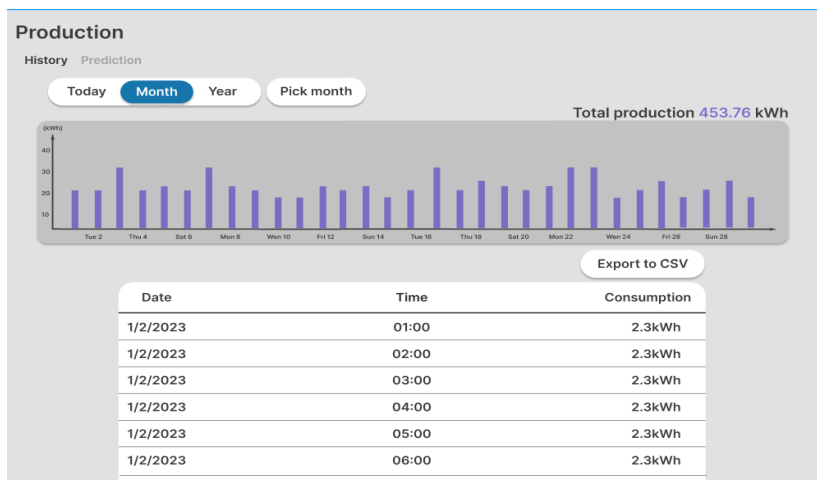 Production
History Prediction
Today Month Year Pick month
Total production 453.76 kWh
(kWh)
40
30
20
10
Tue 2 Thu 4 Sat 6 Mon 8 Wen 10 Fri 12 Sun 14 Tue 16 Thu 18 Sat 20 Mon 22 Wen 24 Fri 26 Sun 28
Export to CSV
Date Time Consumption
1/2/2023 01:00 2.3kWh
1/2/2023 02:00 2.3kWh
1/2/2023 03:00 2.3kWh
1/2/2023 04:00 2.3kWh
1/2/2023 05:00 2.3kWh
1/2/2023 06:00 2.3kWh